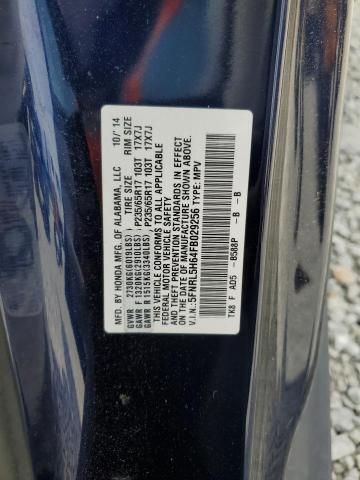 MFD. BY HONDA MFG. OF ALABAMA, LLC 10/'14
TIRE SIZE RIM SIZE
GVWR 2730KG(6019LBS)
GAWR F 1320KG(2910LBS) P235/65R17 103T 17X7J
GAWR R 1515KG(3340LBS) P235/65R17 103T 17X7J
THIS VEHICLE CONFORMS TO ALL APPLICABLE
FEDERAL MOTOR VEHICLE SAFETY
AND THEFT PREVENTION STANDARDS IN EFFECT
ON THE DATE OF MANUFACTURE SHOWN ABOVE.
V.I.N.: 5FNRL5H64FB029256 TYPE: MPV
TK8 F AD5 -B588P -B -B